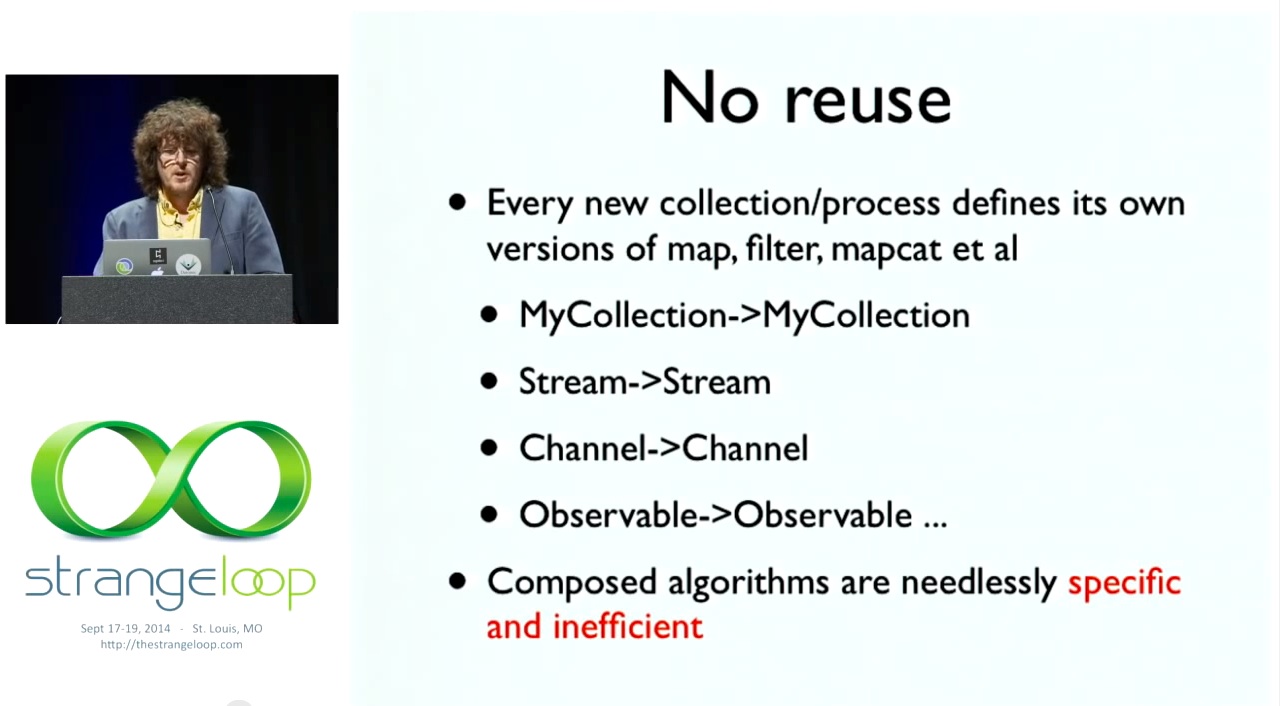 No reuse
Every new collection/process defines its own
versions of map, filter, mapcat et al
MyCollection->MyCollection
Stream->Stream
Channel->Channel
Observable->Observable ...
Composed algorithms are needlessly specific
and inefficient
strangeloop
Sept 17-19, 2014 - St. Louis, MO
http://thestrangeloop.com